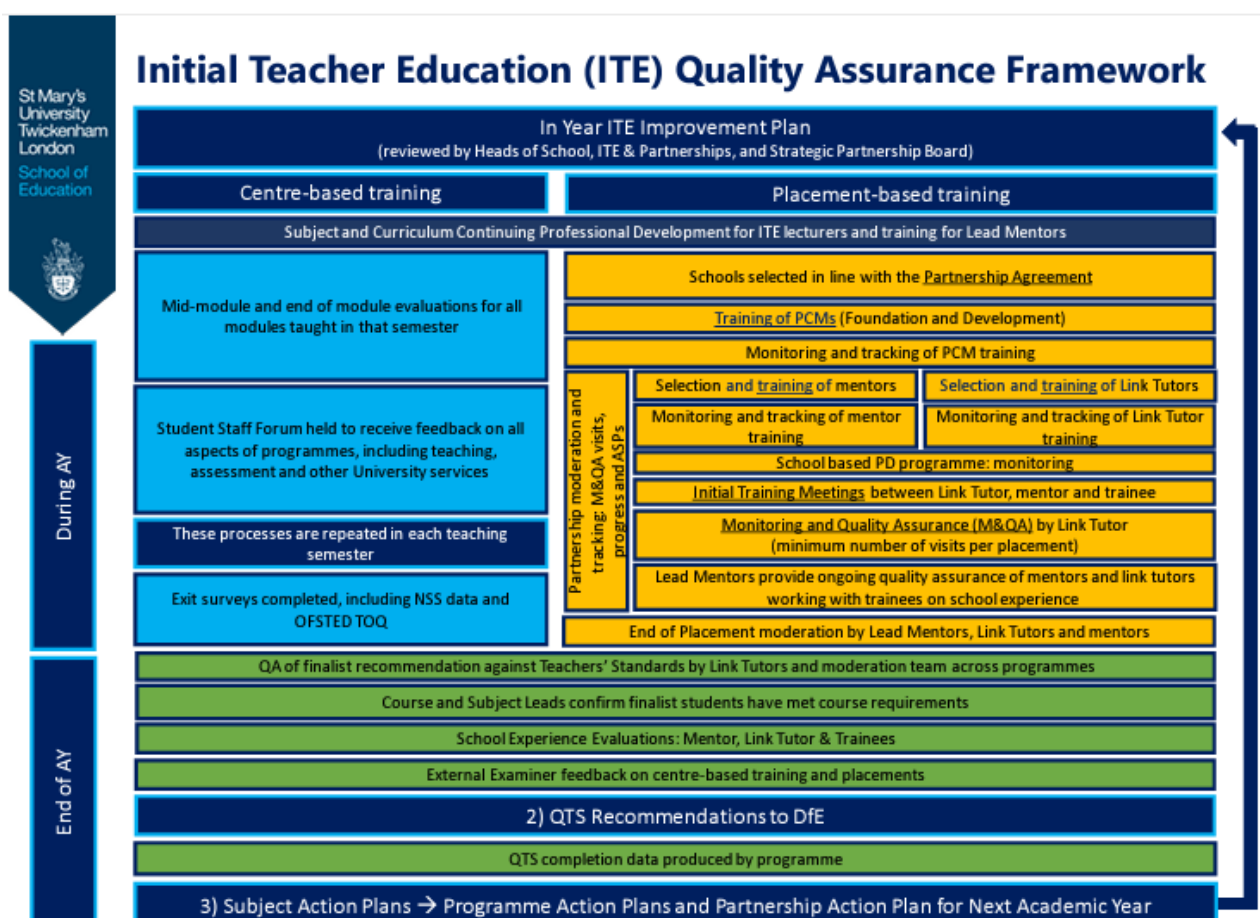 St Mary's
University
Twickenham
London
School of
Education
Initial Teacher Education (ITE) Quality Assurance Framework
In Year ITE Improvement Plan
(reviewed by Heads of School, ITE & Partnerships, and Strategic Partnership Board)
Centre-based training
Placement-based training
Subject and Curriculum Continuing Professional Development for ITE lecturers and training for Lead Mentors
During AY
Mid-module and end of module evaluations for all
modules taught in that semester
Student Staff Forum held to receive feedback on all
aspects of programmes, including teaching,
assessment and other University services
These processes are repeated in each teaching
semester
Exit surveys completed, including NSS data and
OFSTED TOQ
Schools selected in line with the Partnership Agreement
Training of PCMs (Foundation and Development)
Monitoring and tracking of PCM training
Partnership moderation and
tracking: M&QA visits,
progress and ASPs
Selection and training of mentors
Selection and training of Link Tutors
Monitoring and tracking of mentor
training
Monitoring and tracking of Link Tutor
training
School based PD programme: monitoring
Initial Training Meetings between Link Tutor, mentor and trainee
Monitoring and Quality Assurance (M&QA) by Link Tutor
(minimum number of visits per placement)
Lead Mentors provide ongoing quality assurance of mentors and link tutors
working with trainees on school experience
End of Placement moderation by Lead Mentors, Link Tutors and mentors
End of AY
QA of finalist recommendation against Teachers' Standards by Link Tutors and moderation team across programmes
Course and Subject Leads confirm finalist students have met course requirements
School Experience Evaluations: Mentor, Link Tutor & Trainees
External Examiner feedback on centre-based training and placements
2) QTS Recommendations to DfE
QTS completion data produced by programme
3) Subject Action Plans → Programme Action Plans and Partnership Action Plan for Next Academic Year